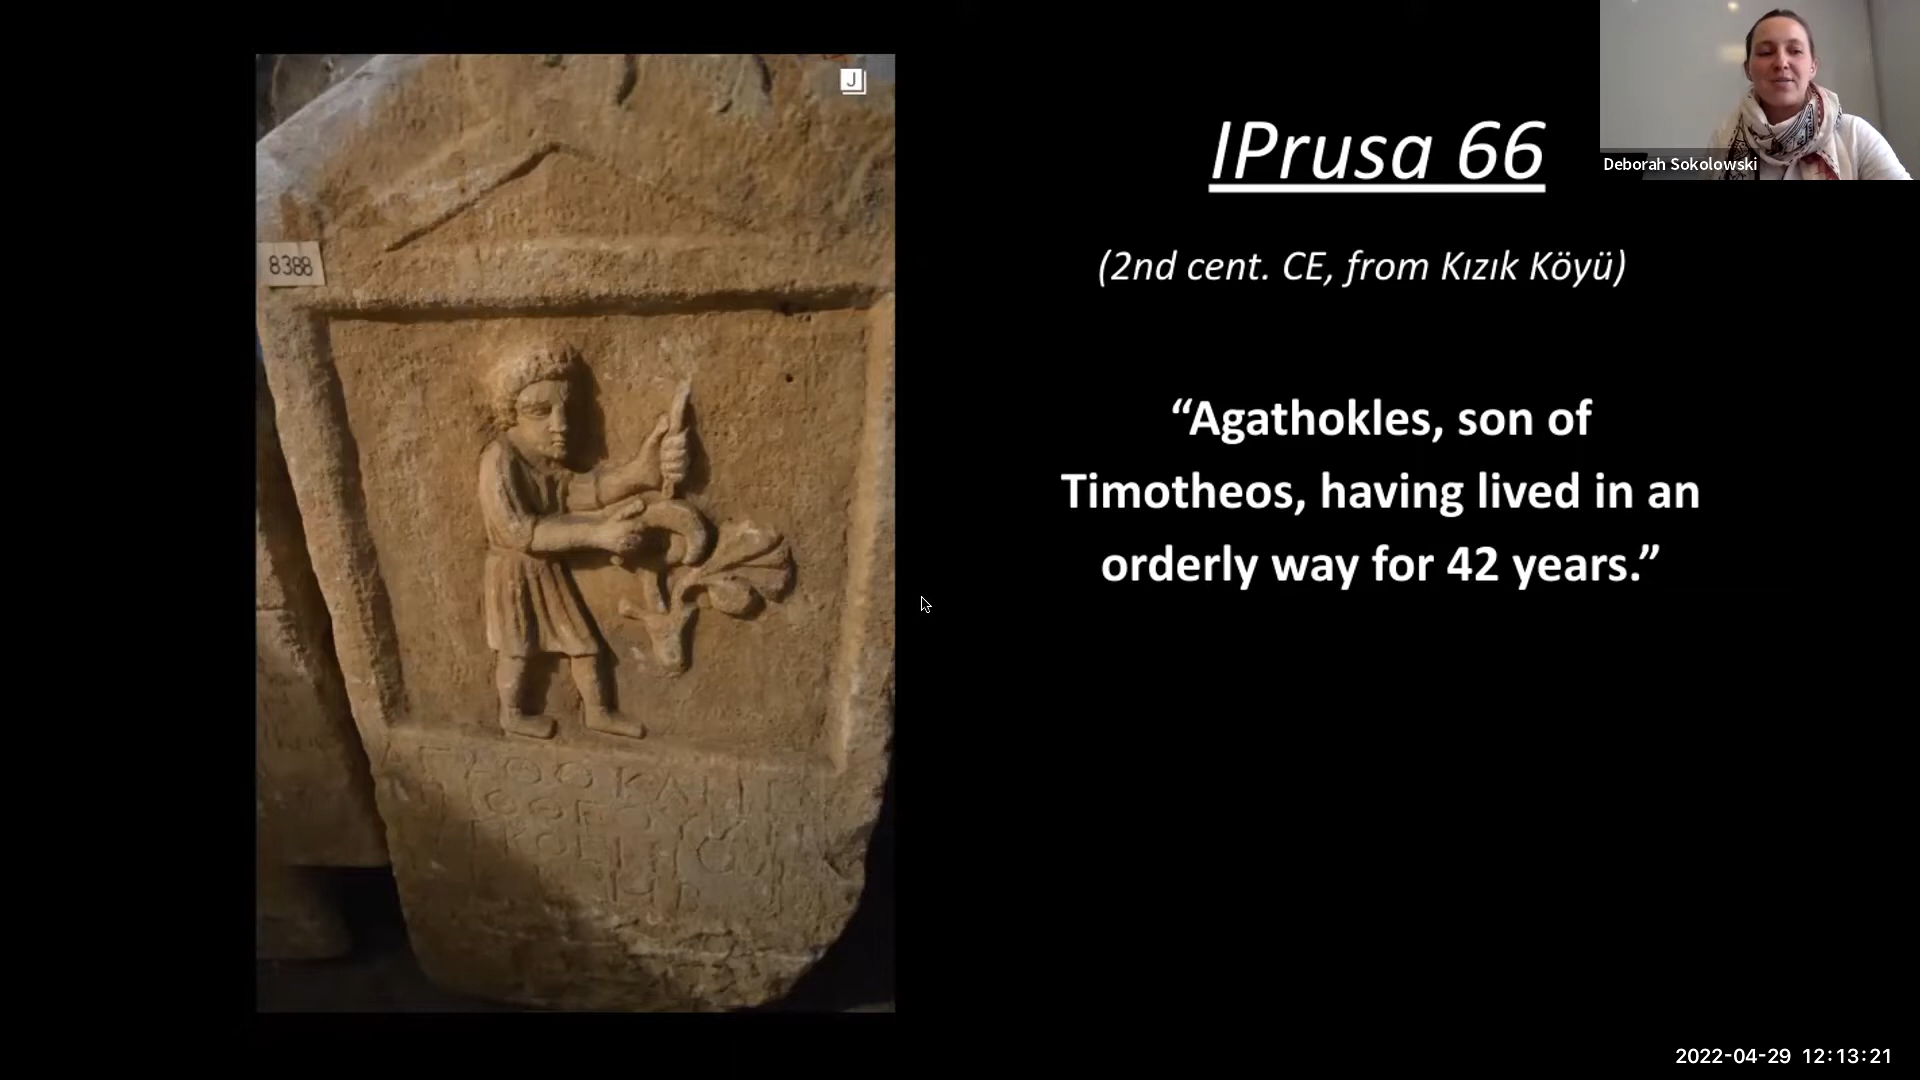 J
IPrusa 66
Deborah Sokolowski
(2nd cent. CE, from Kızık Köyü)
8388
“Agathokles, son of
Timotheos, having lived in an
orderly way for 42 years.”
2022-04-29 12:13:21